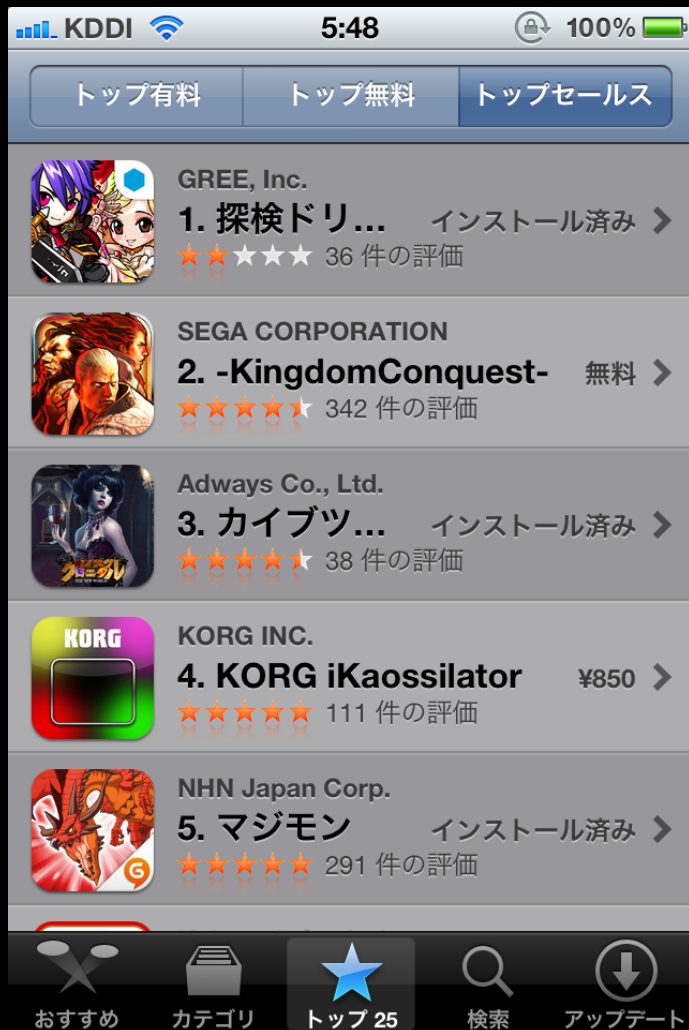 KDDI 5:48 100%
トップ有料 トップ無料 トップセールス
GREE, Inc.
1. 探検ドリ... インストール済み
36 件の評価
SEGA CORPORATION
2. -KingdomConquest- 無料
342 件の評価
Adways Co., Ltd.
3. カイブツ... インストール済み
38 件の評価
クロニクル
KORG INC.
KORG
4. KORG iKaossilator ¥850
111 件の評価
NHN Japan Corp.
5. マジモン インストール済み
291 件の評価
おすすめ カテゴリ トップ 25 検索 アップデート